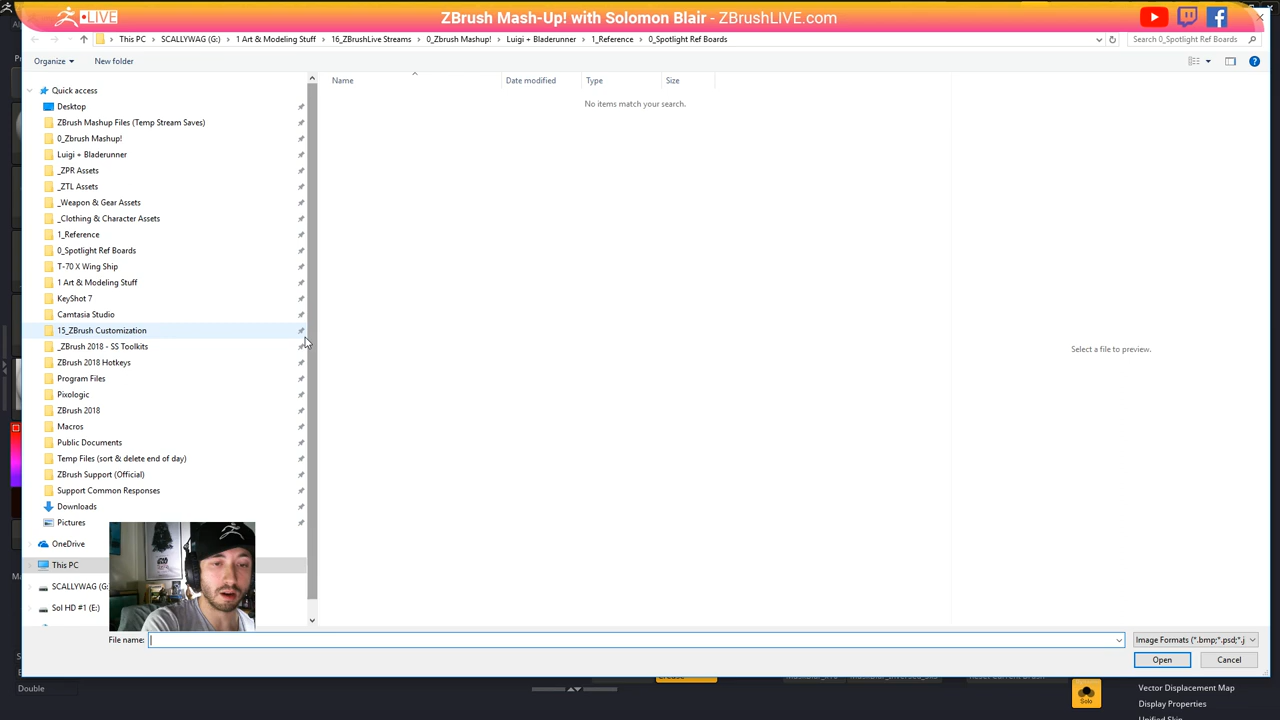 LIVE
ZBrush Mash-Up! with Solomon Blair - ZBrushLIVE.com
This PC > SCALLYWAG (G:) > 1 Art & Modeling Stuff > 16_ZBrushLive Streams > 0_Zbrush Mashup! > Luigi + Bladerunner > 1_Reference > 0_Spotlight Ref Boards
Search 0_Spotlight Ref Boards
Organize
New folder
Name
Date modified
Type
Size
No items match your search.
Quick access
Desktop
ZBrush Mashup Files (Temp Stream Saves)
0_Zbrush Mashup!
Luigi + Bladerunner
_ZPR Assets
_ZTL Assets
_Weapon & Gear Assets
_Clothing & Character Assets
1_Reference
0_Spotlight Ref Boards
T-70 X Wing Ship
1 Art & Modeling Stuff
KeyShot 7
Camtasia Studio
15_ZBrush Customization
_ZBrush 2018 - SS Toolkits
ZBrush 2018 Hotkeys
Program Files
Pixologic
ZBrush 2018
Macros
Public Documents
Temp Files (sort & delete end of day)
ZBrush Support (Official)
Support Common Responses
Downloads
Pictures
OneDrive
This PC
SCALLYWAG (G:
Sol HD #1 (E:)
Select a file to preview.
File name:
Image Formats (*.bmp;*.psd;*.j
Open
Cancel
Double
Solo
Vector Displacement Map
Display Properties